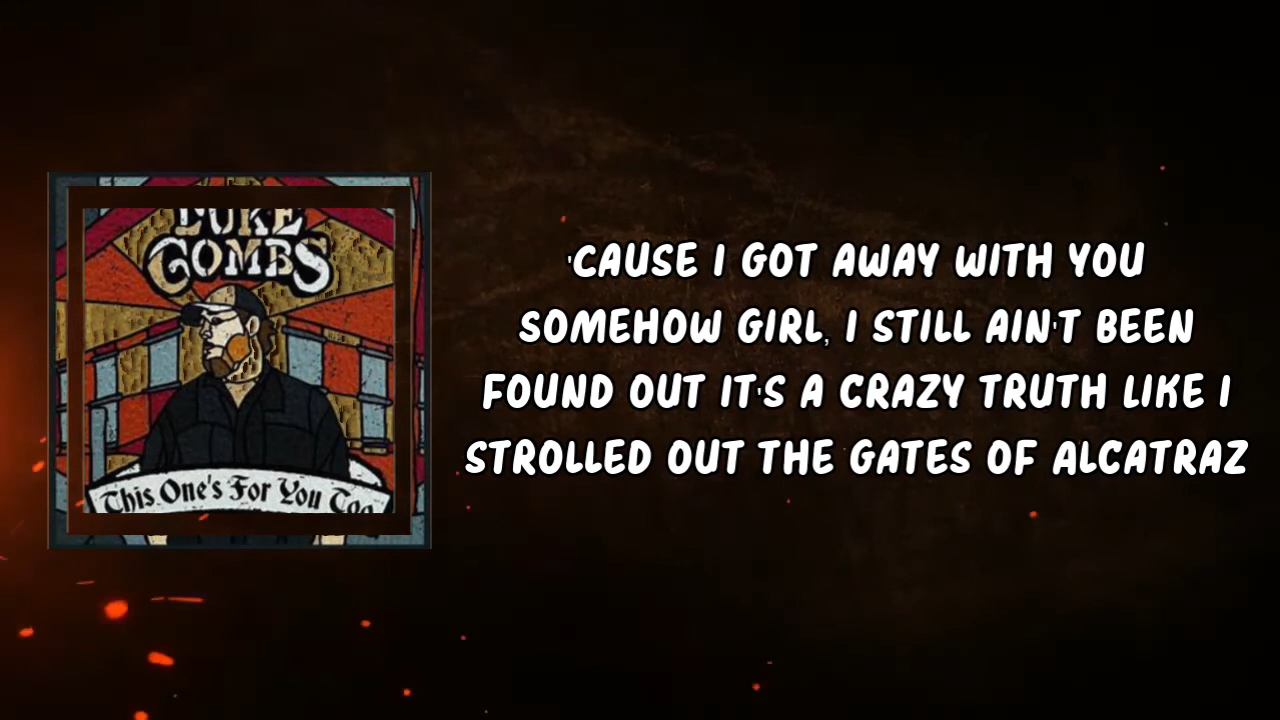 LUKE
COMBS
This One's For You Too
'CAUSE I GOT AWAY WITH YOU
SOMEHOW GIRL, I STILL AIN'T BEEN
FOUND OUT IT'S A CRAZY TRUTH LIKE I
STROLLED OUT THE GATES OF ALCATRAZ